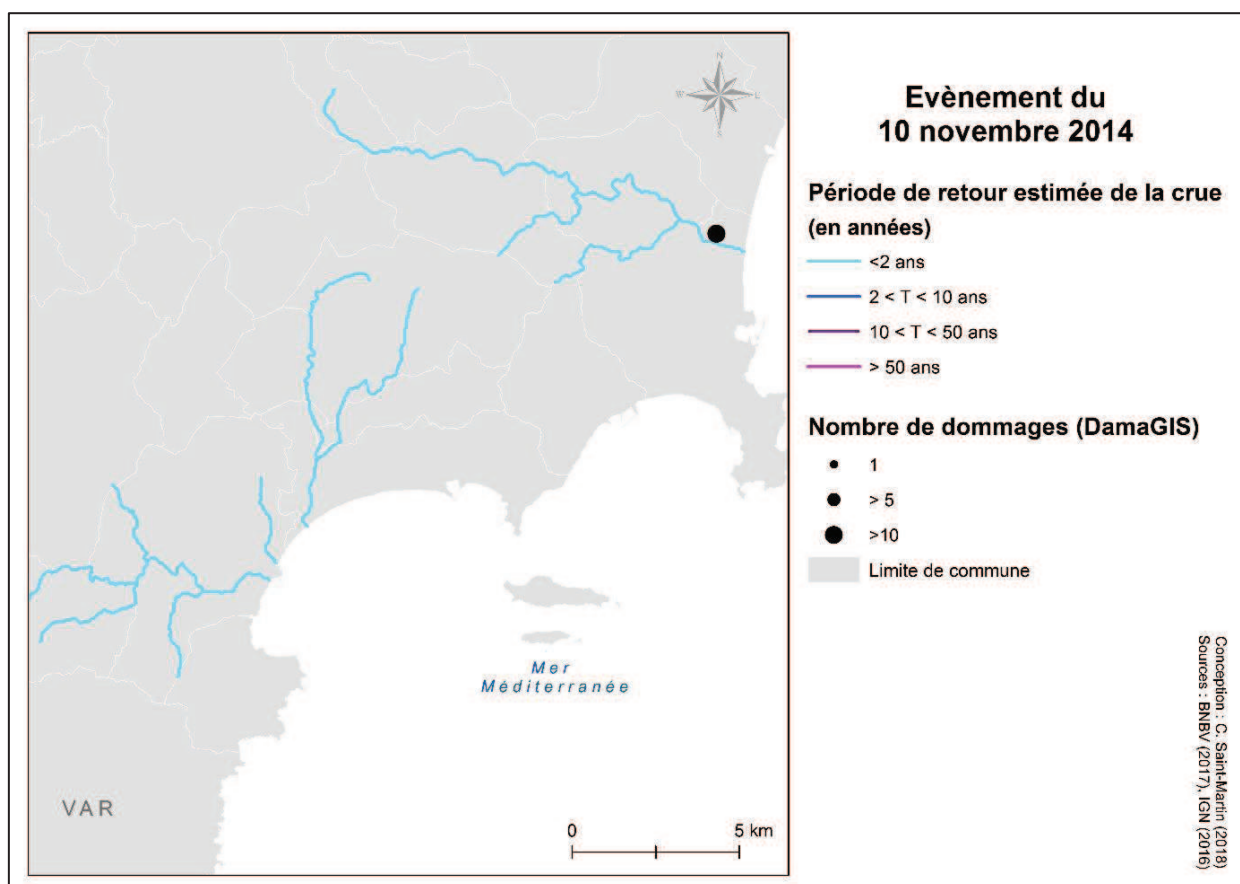 N
W
E
S
Mer
Méditerranée
VAR
0
5 km
Evènement du
10 novembre 2014
Période de retour estimée de la crue
(en années)
<2 ans
2 < T < 10 ans
10 < T < 50 ans
> 50 ans
Nombre de dommages (DamaGIS)
1
> 5
>10
Limite de commune
Conception : C. Saint-Martin (2018)
Sources : BNBV (2017), IGN (2016)